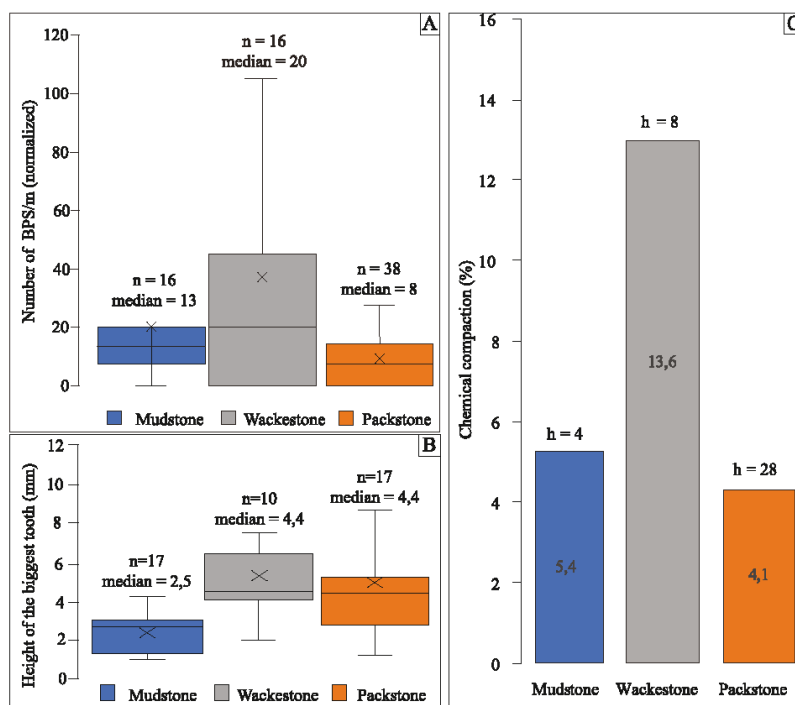 A
Number of BPS/m (normalized)
120
100
80
60
40
20
0
n = 16
median = 13
n = 16
median = 20
n = 38
median = 8
Mudstone Wackestone Packstone
B
Height of the biggest tooth (mm)
12
10
8
6
4
2
0
n=17
median = 2,5
n=10
median = 4,4
n=17
median = 4,4
Mudstone Wackestone Packstone
C
Chemical compaction (%)
16
14
12
10
8
6
4
2
0
h = 4
5,4
h = 8
13,6
h = 28
4,1
Mudstone Wackestone Packstone